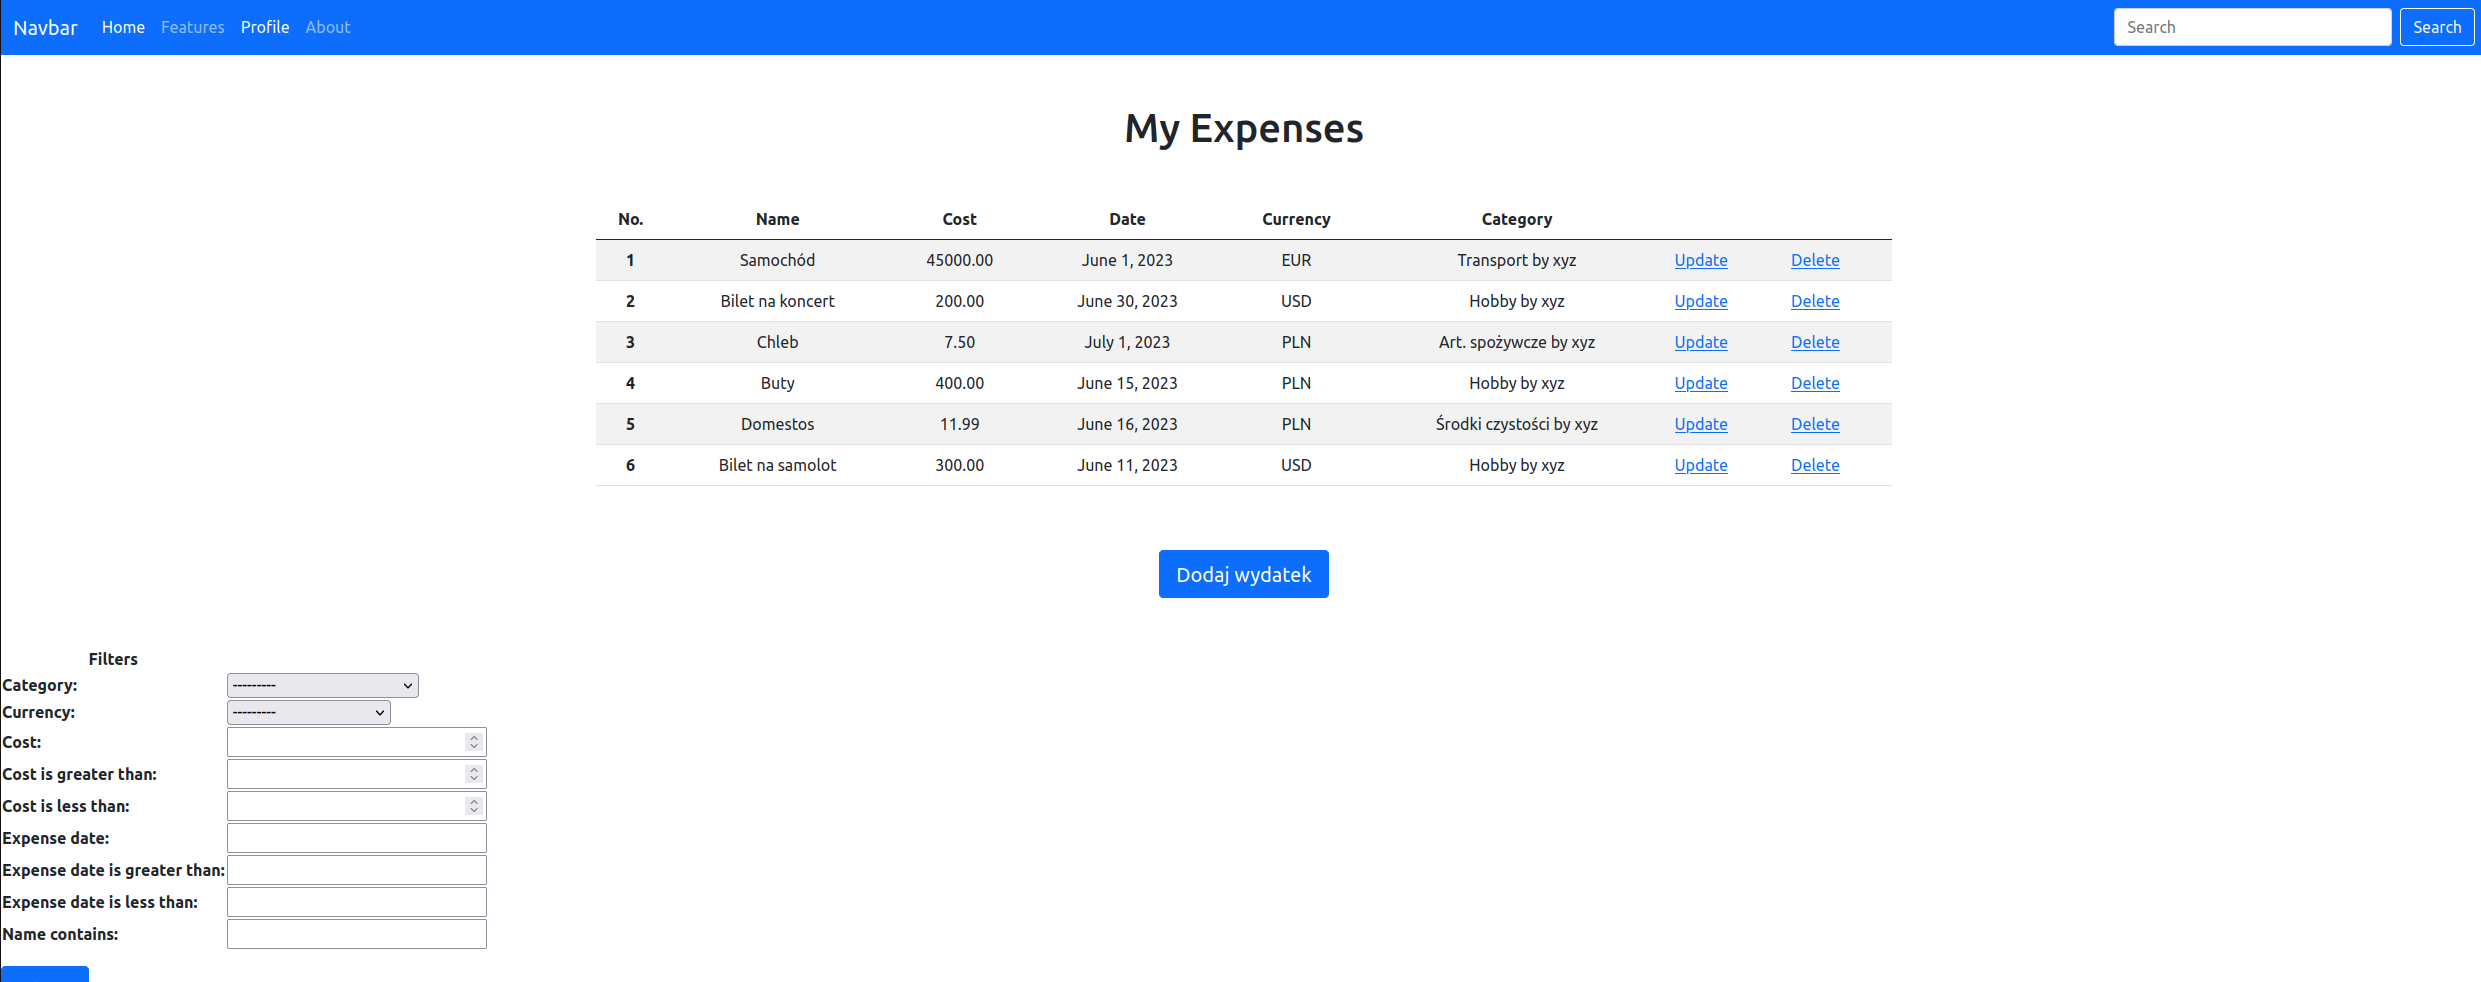 Navbar Home Features Profile About Search Search
My Expenses
No. Name Cost Date Currency Category
1 Samochód 45000.00 June 1, 2023 EUR Transport by xyz Update Delete
2 Bilet na koncert 200.00 June 30, 2023 USD Hobby by xyz Update Delete
3 Chleb 7.50 July 1, 2023 PLN Art. spożywcze by xyz Update Delete
4 Buty 400.00 June 15, 2023 PLN Hobby by xyz Update Delete
5 Domestos 11.99 June 16, 2023 PLN Środki czystości by xyz Update Delete
6 Bilet na samolot 300.00 June 11, 2023 USD Hobby by xyz Update Delete
Dodaj wydatek
Filters
Category: ---------
Currency: ---------
Cost:
Cost is greater than:
Cost is less than:
Expense date:
Expense date is greater than:
Expense date is less than:
Name contains: